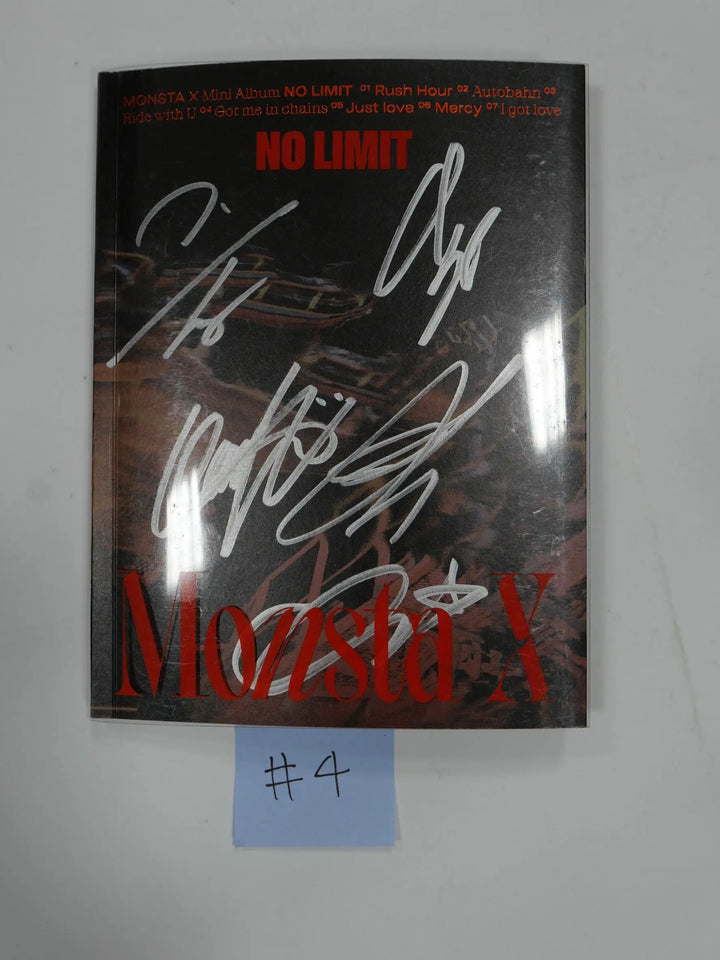 MONSTA X Mini Album NO LIMIT 01 Rush Hour 02 Autobahn 03
Ride with U 04 Got me in chains 05 Just love 06 Mercy 07 I got love
NO LIMIT
Monsta X
#4